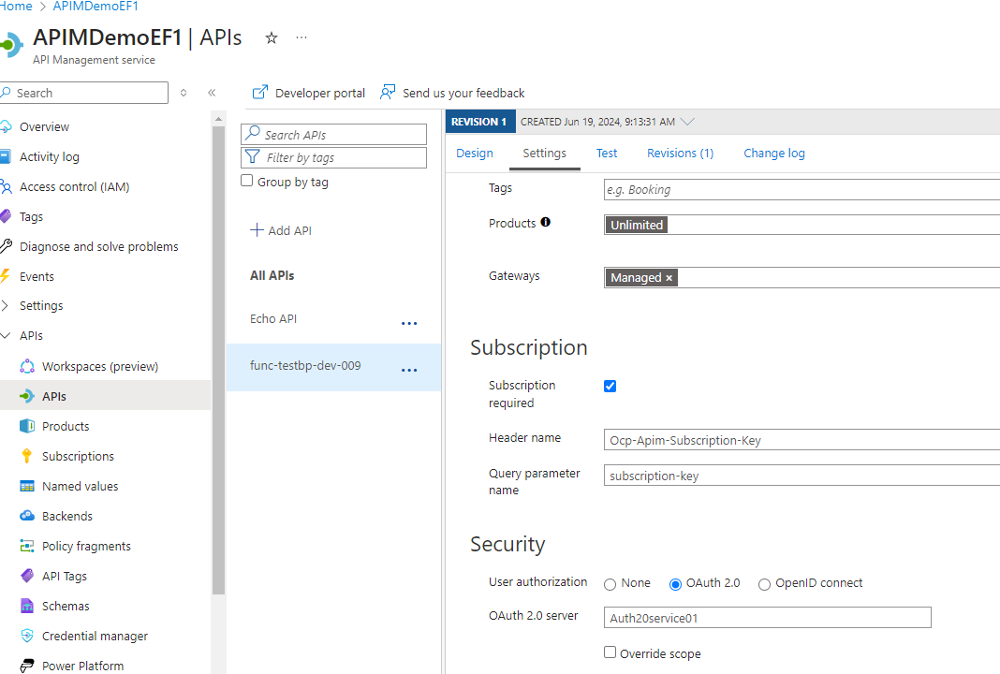 Home > APIMDemoEF1
APIMDemoEF1 | APIs
API Management service
Search
Overview
Activity log
Access control (IAM)
Tags
Diagnose and solve problems
Events
Settings
APIs
Workspaces (preview)
APIs
Products
Subscriptions
Named values
Backends
Policy fragments
API Tags
Schemas
Credential manager
Power Platform
Developer portal
Send us your feedback
Search APIs
Filter by tags
Group by tag
Add API
All APIs
Echo API
func-testbp-dev-009
REVISION 1 CREATED Jun 19, 2024, 9:13:31 AM
Design Settings Test Revisions (1) Change log
Tags e.g. Booking
Products Unlimited
Gateways Managed ×
Subscription
Subscription
required
Header name Ocp-Apim-Subscription-Key
Query parameter
name
subscription-key
Security
User authorization None OAuth 2.0 OpenID connect
OAuth 2.0 server Auth20service01
Override scope